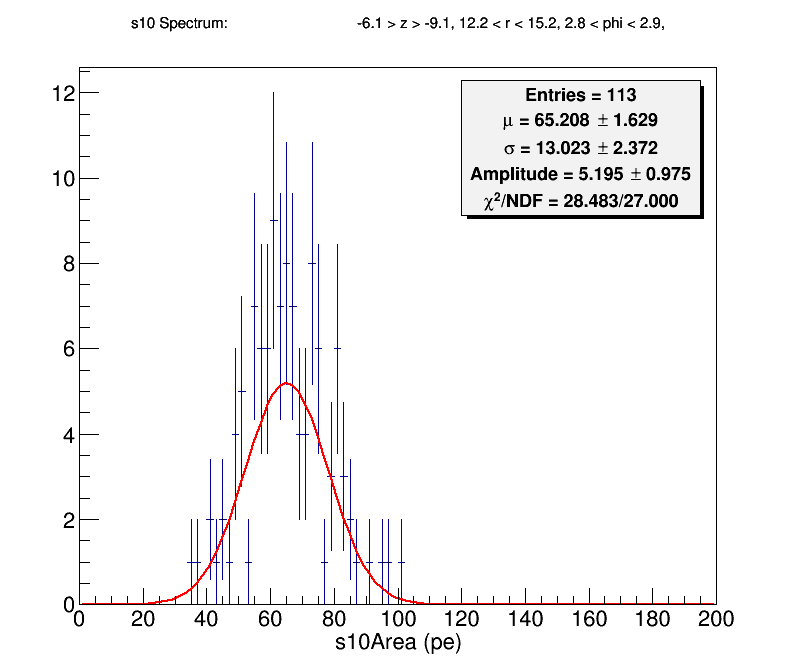 s10 Spectrum: -6.1 > z > -9.1, 12.2 < r < 15.2, 2.8 < phi < 2.9,
Entries = 113
μ = 65.208 ± 1.629
σ = 13.023 ± 2.372
Amplitude = 5.195 ± 0.975
χ²/NDF = 28.483/27.000
12
10
8
6
4
2
0
0 20 40 60 80 100 120 140 160 180 200
s10Area (pe)